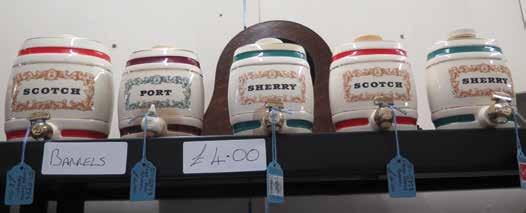 SCOTCH
PORT
SHERRY
SCOTCH
SHERRY
BARRELS
£4.00